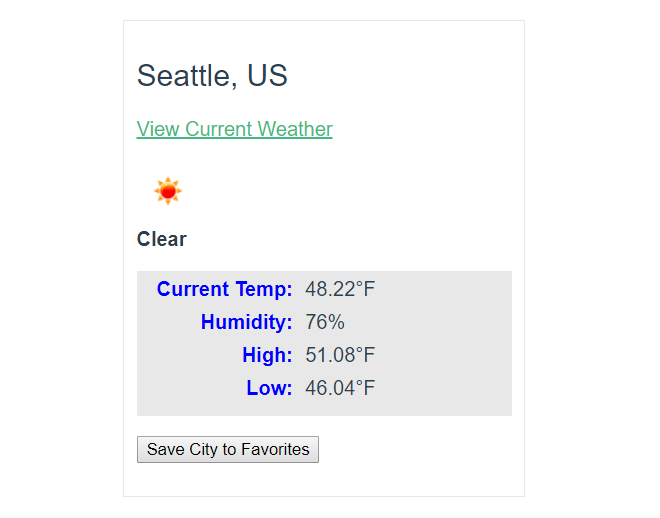 Seattle, US
View Current Weather
Clear
Current Temp: 48.22°F
Humidity: 76%
High: 51.08°F
Low: 46.04°F
Save City to Favorites